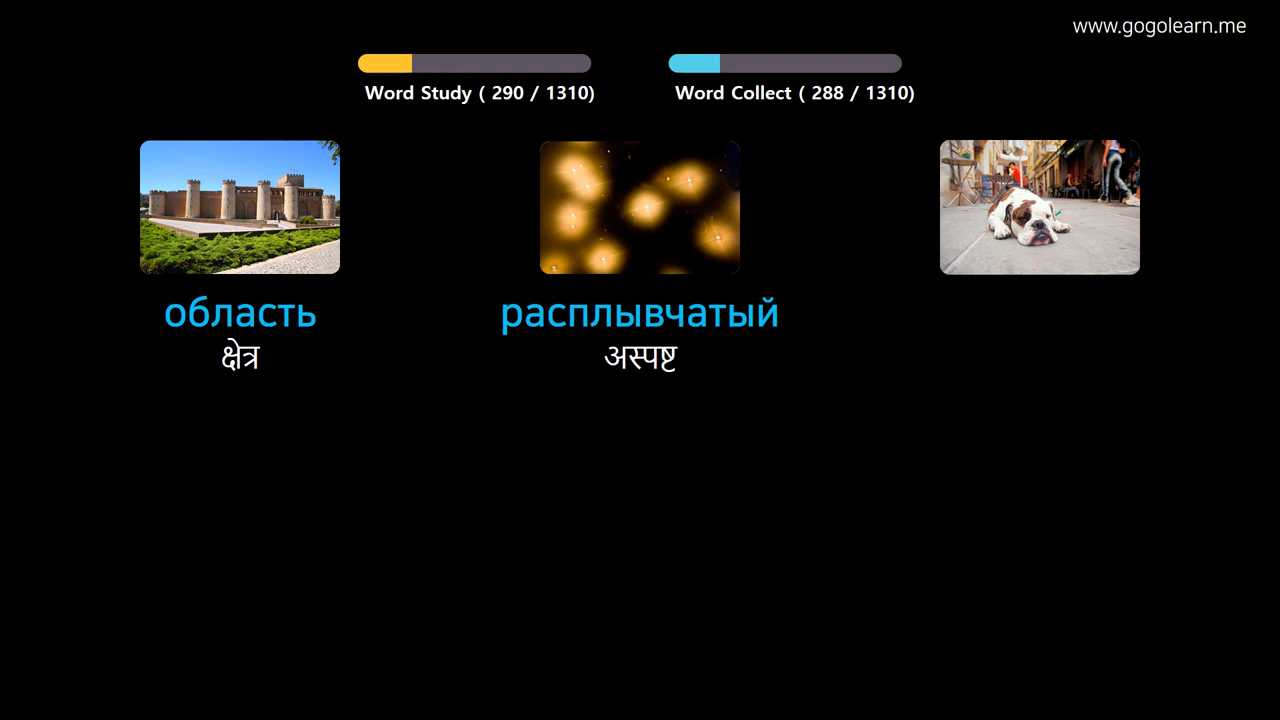 www.gogolearn.me
Word Study ( 290 / 1310)
Word Collect ( 288 / 1310)
область
क्षेत्र
расплывчатый
अस्पष्ट